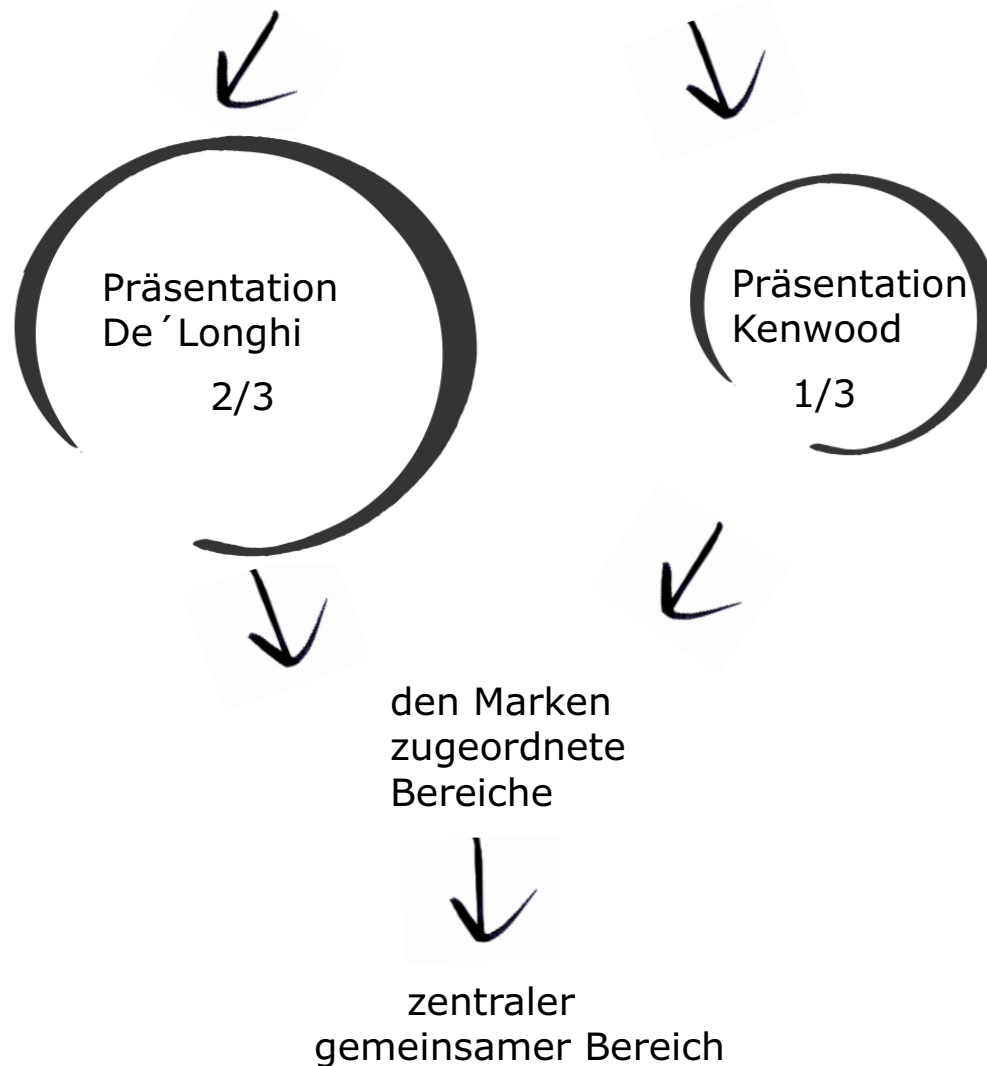 Präsentation
De´Longhi
2/3
Präsentation
Kenwood
1/3
den Marken
zugeordnete
Bereiche
zentraler
gemeinsamer Bereich